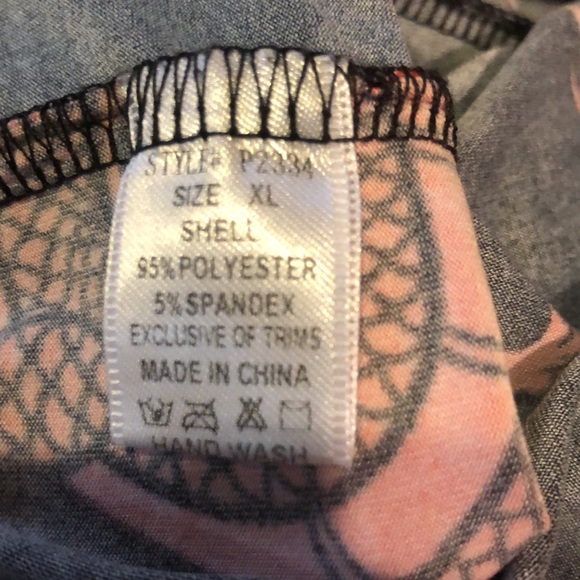 STYLE# P2334
SIZE XL
SHELL
95%POLYESTER
5%SPANDEX
EXCLUSIVE OF TRIMS
MADE IN CHINA
HAND WASH